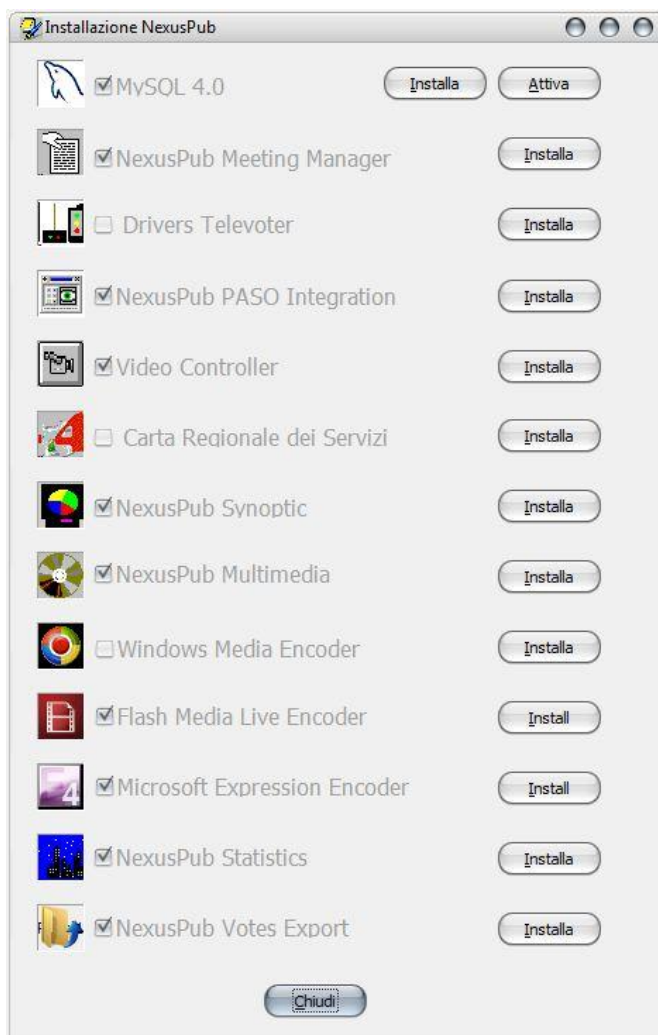 Installazione NexusPub
MySQL 4.0 Installa Attiva
NexusPub Meeting Manager Installa
Drivers Televoter Installa
NexusPub PASO Integration Installa
Video Controller Installa
Carta Regionale dei Servizi Installa
NexusPub Synoptic Installa
NexusPub Multimedia Installa
Windows Media Encoder Installa
Flash Media Live Encoder Install
4
Microsoft Expression Encoder Install
NexusPub Statistics Installa
NexusPub Votes Export Installa
Chiudi